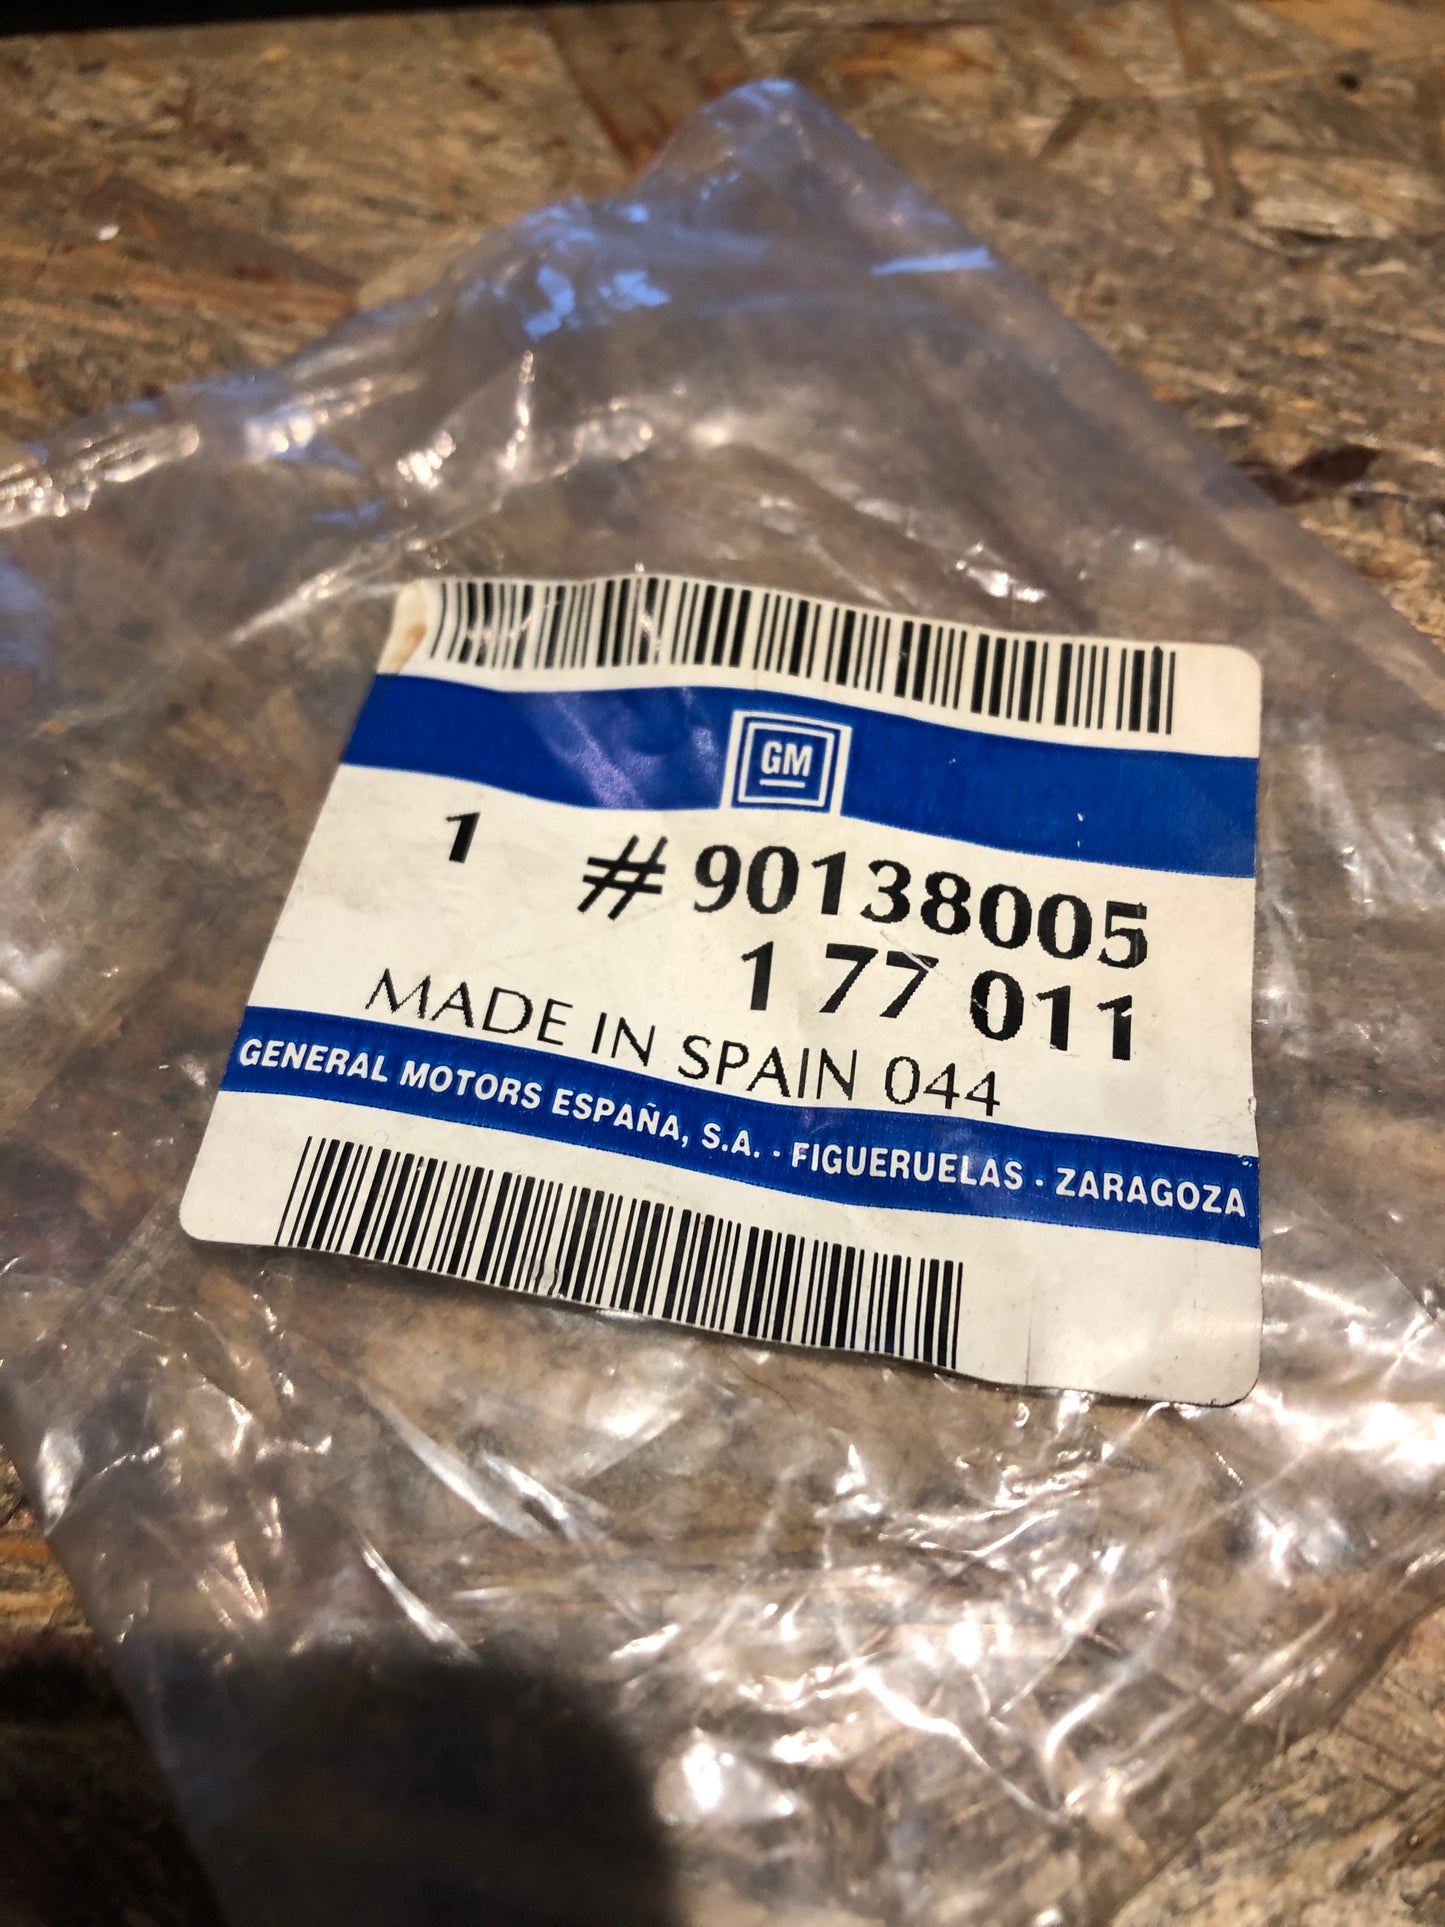 GM
1 # 90138005
1 77 011
MADE IN SPAIN 044
GENERAL MOTORS ESPAÑA, S.A. · FIGUERUELAS · ZARAGOZA